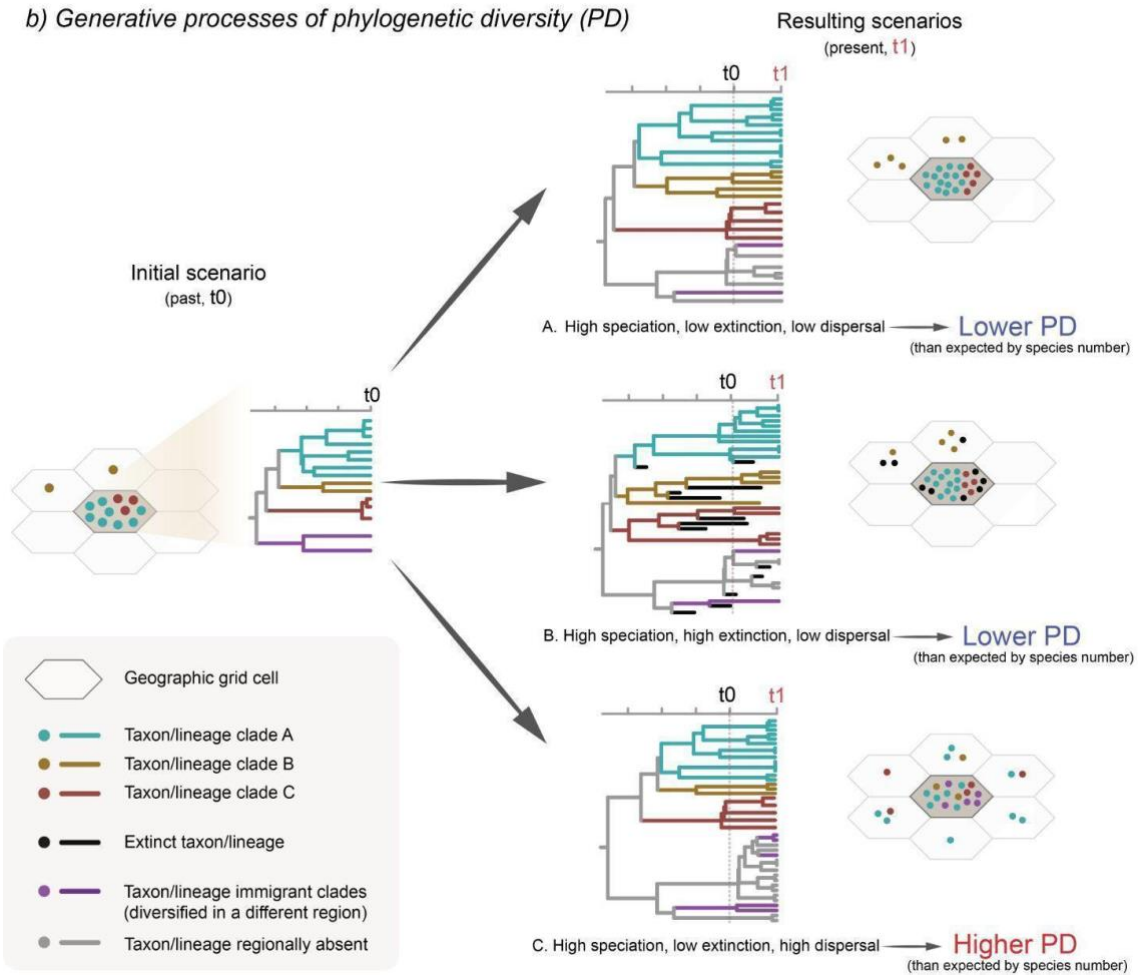 b) Generative processes of phylogenetic diversity (PD)
Resulting scenarios
(present, t1)
t0
t1
A. High speciation, low extinction, low dispersal
Lower PD
(than expected by species number)
Initial scenario
(past, t0)
t0
t0
t1
B. High speciation, high extinction, low dispersal
Lower PD
(than expected by species number)
t0
t1
C. High speciation, low extinction, high dispersal
Higher PD
(than expected by species number)
Geographic grid cell
Taxon/lineage clade A
Taxon/lineage clade B
Taxon/lineage clade C
Extinct taxon/lineage
Taxon/lineage immigrant clades
(diversified in a different region)
Taxon/lineage regionally absent